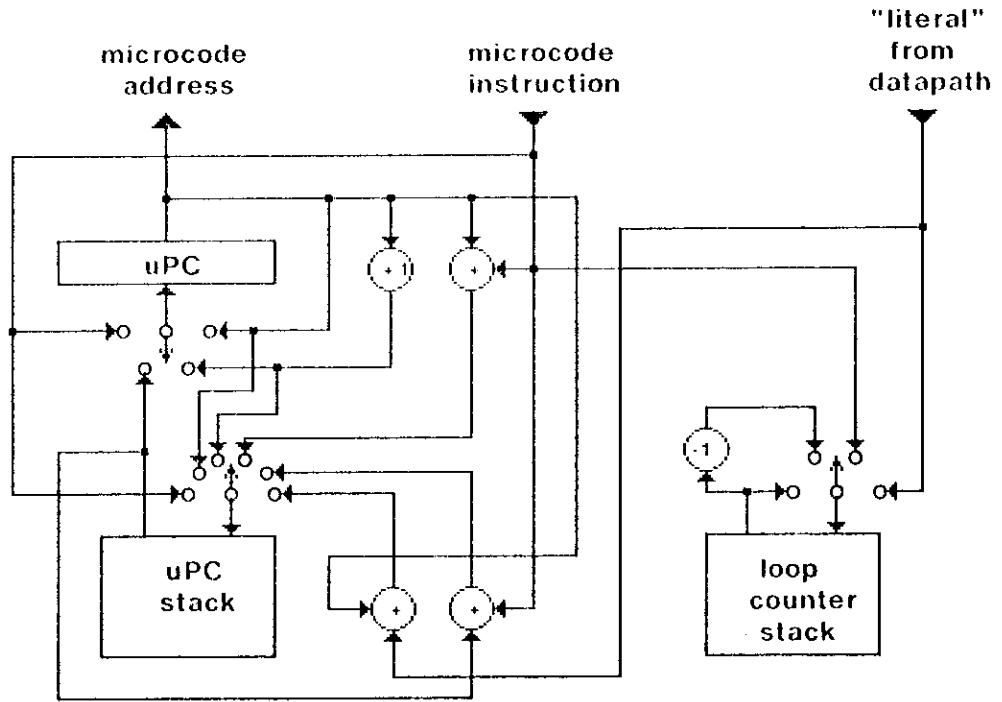 microcode
address
microcode
instruction
"literal"
from
datapath
uPC
+ 1
+
-1
uPC
stack
+
+
loop
counter
stack